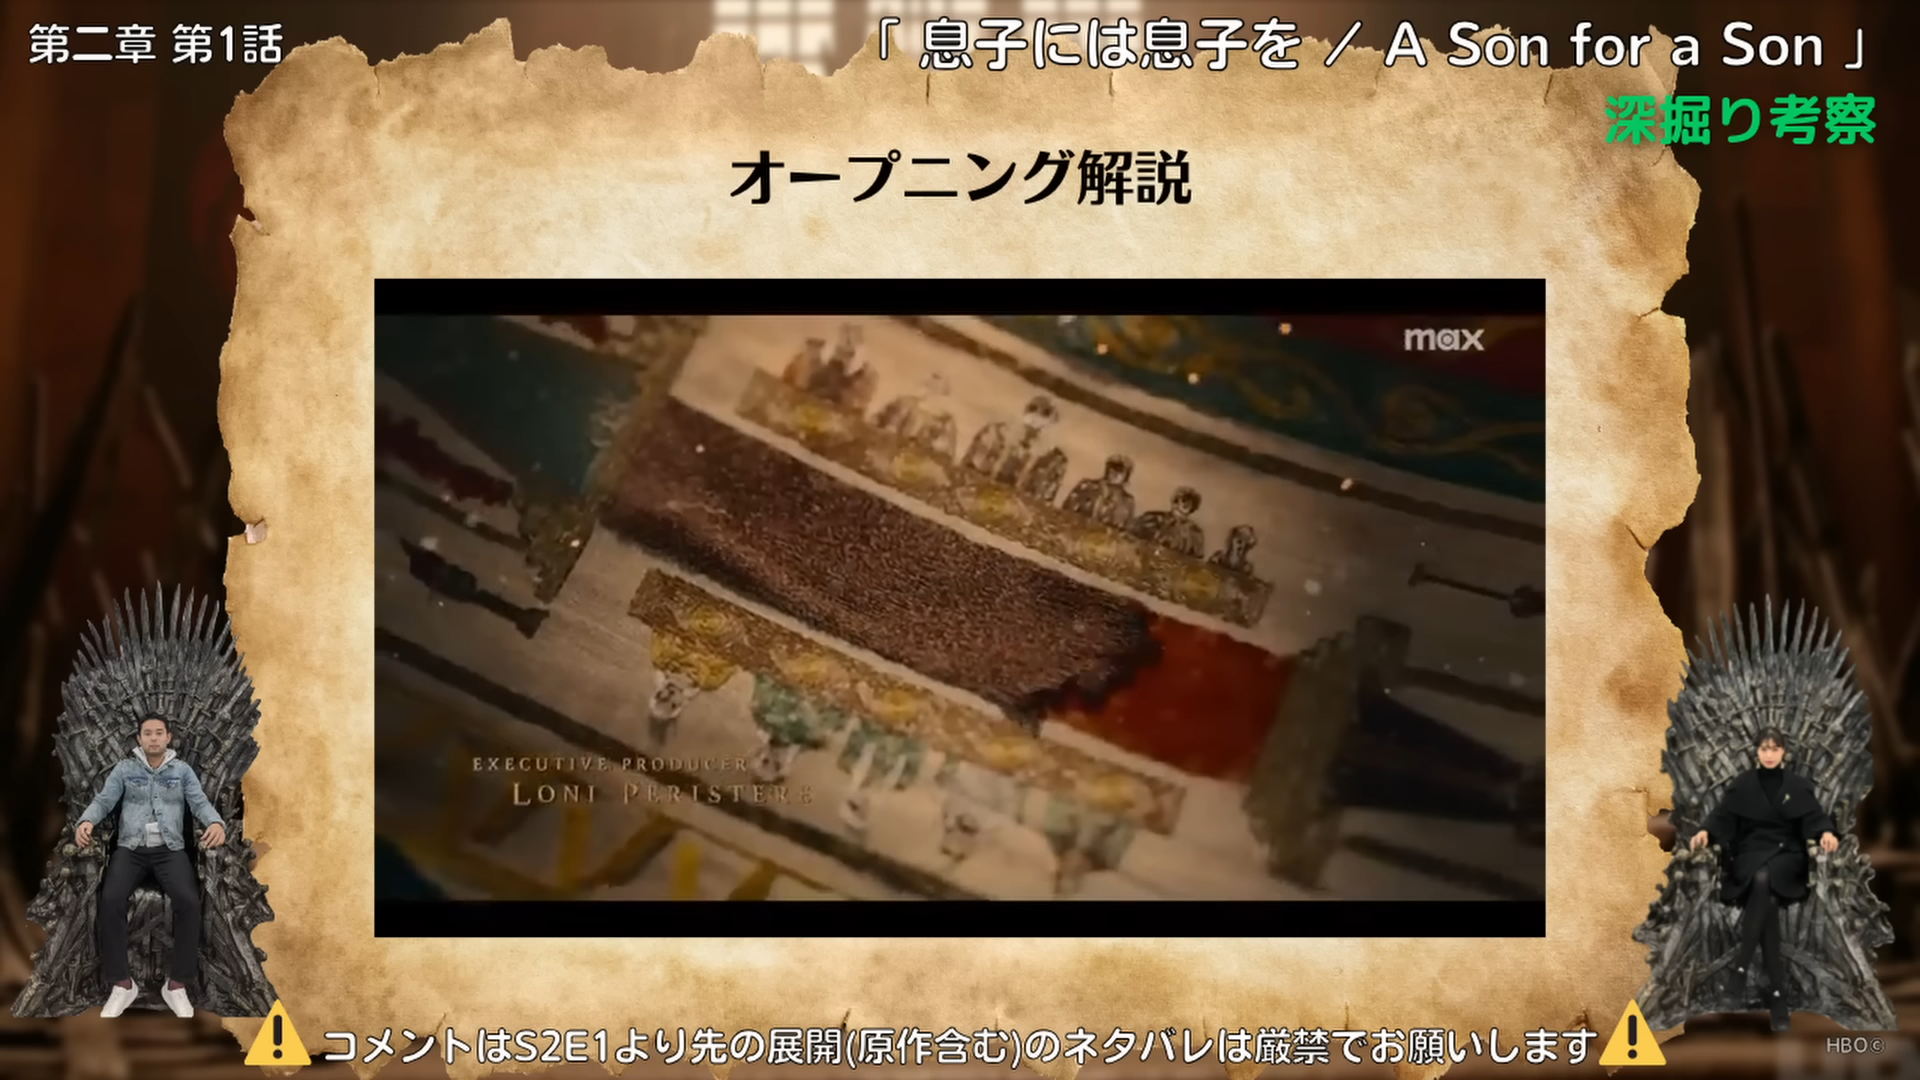 第二章 第1話
「 息子には息子を ／ A Son for a Son 」
深掘り考察
オープニング解説
max
EXECUTIVE PRODUCER
LONI PERISTERE
コメントはS2E1より先の展開(原作含む)のネタバレは厳禁でお願いします
HBO©